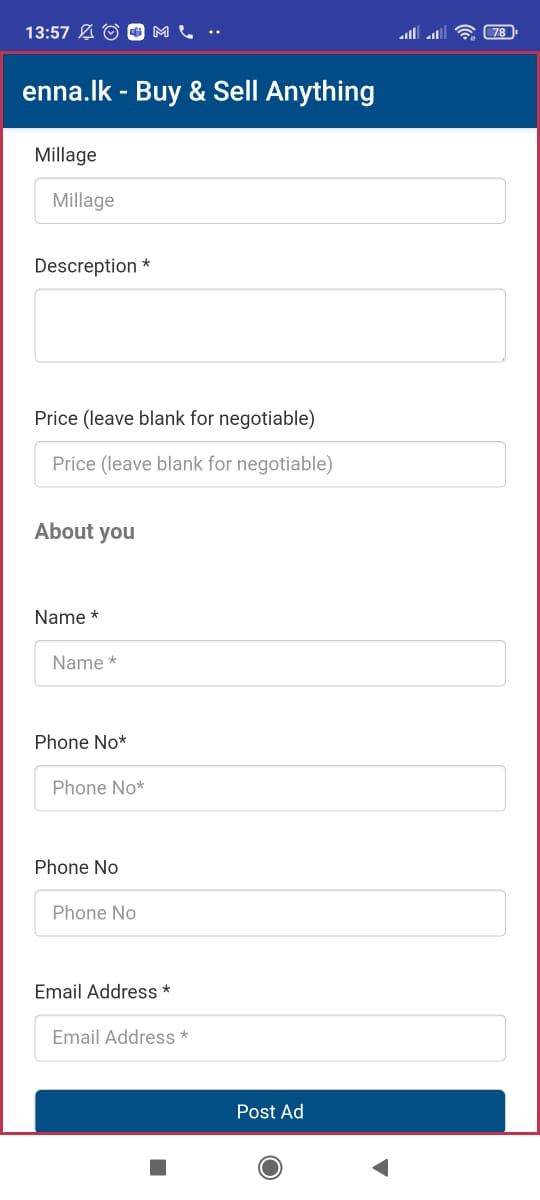 13:57
78
enna.lk - Buy & Sell Anything
Millage
Millage
Descreption *
Price (leave blank for negotiable)
Price (leave blank for negotiable)
About you
Name *
Name *
Phone No*
Phone No*
Phone No
Phone No
Email Address *
Email Address *
Post Ad